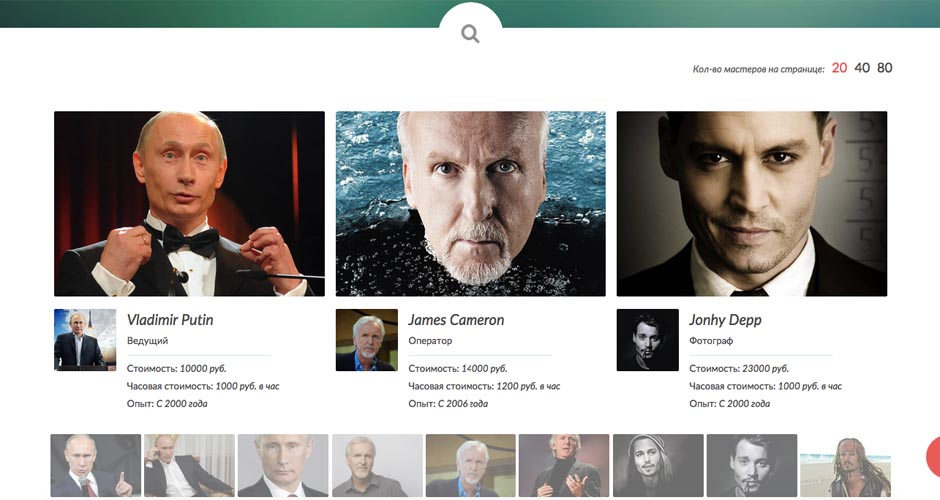 Кол-во мастеров на странице: 20 40 80
Vladimir Putin
Ведущий
Стоимость: 10000 руб.
Часовая стоимость: 1000 руб. в час
Опыт: С 2000 года
James Cameron
Оператор
Стоимость: 14000 руб.
Часовая стоимость: 1200 руб. в час
Опыт: С 2006 года
Jonhy Depp
Фотограф
Стоимость: 23000 руб.
Часовая стоимость: 1000 руб. в час
Опыт: С 2000 года